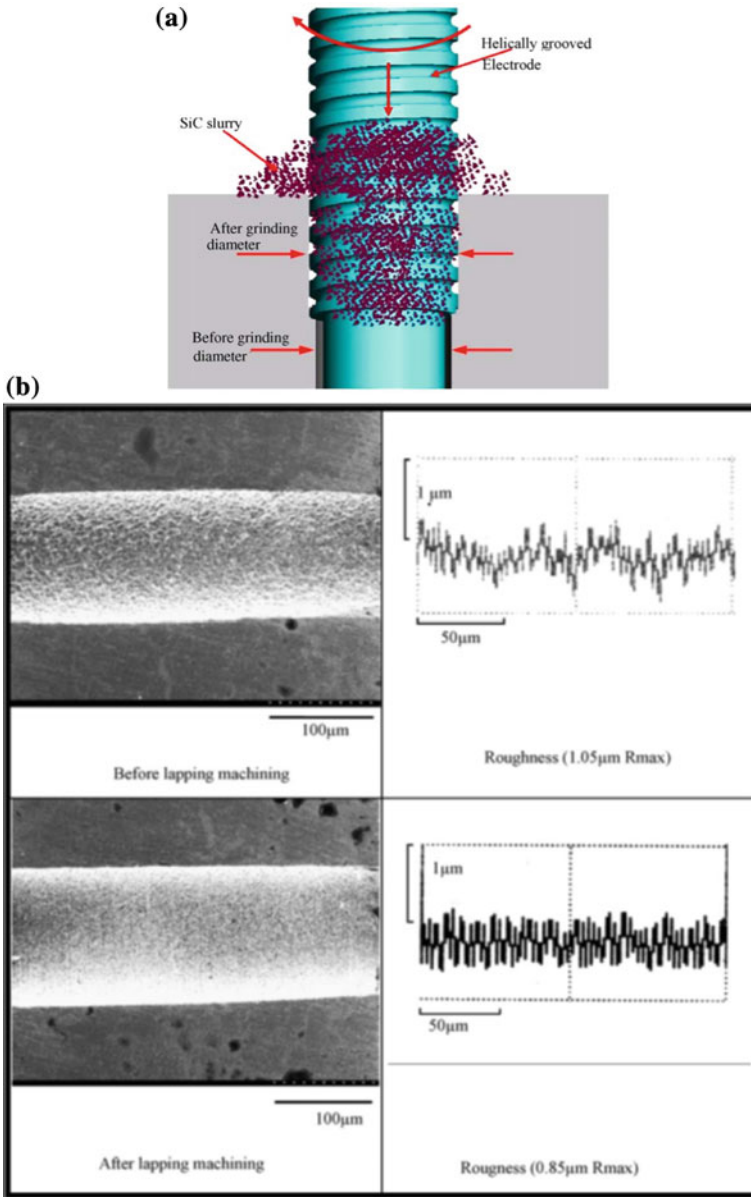 (a)
Helically grooved
Electrode
SiC slurry
After grinding
diameter
Before grinding
diameter
(b)
1 μm
50μm
100μm
Before lapping machining
Roughness (1.05μm Rmax)
1μm
50μm
100μm
After lapping machining
Rougness (0.85μm Rmax)